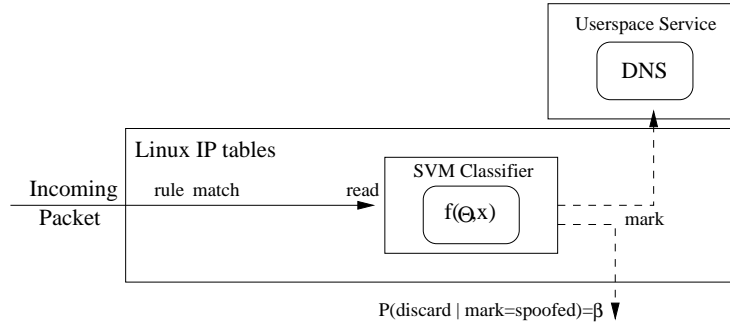 Userspace Service
DNS
Linux IP tables
SVM Classifier
Incoming
Packet
rule match
read
f(Θ,x)
mark
P(discard | mark=spoofed)=β